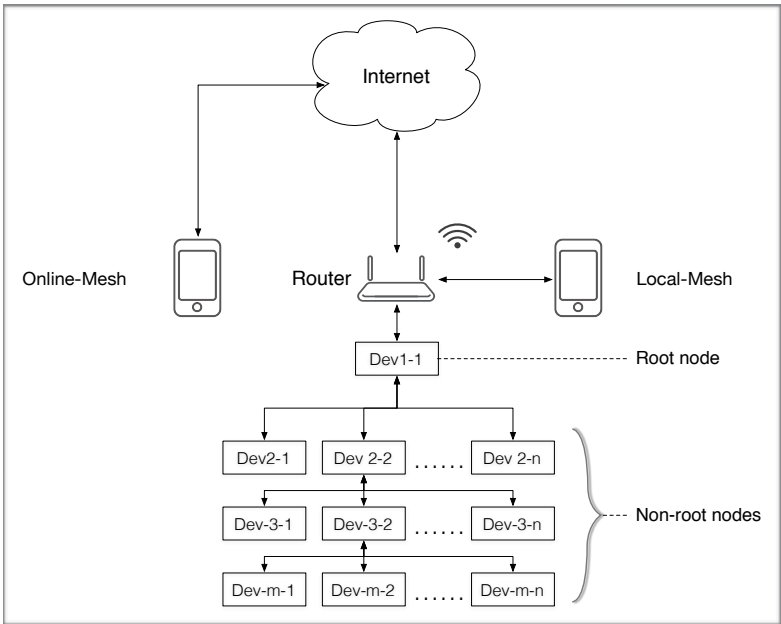 Internet
Online-Mesh
Router
Local-Mesh
Dev1-1
Root node
Dev2-1
Dev 2-2
......
Dev 2-n
Dev-3-1
Dev-3-2
......
Dev-3-n
Non-root nodes
Dev-m-1
Dev-m-2
......
Dev-m-n